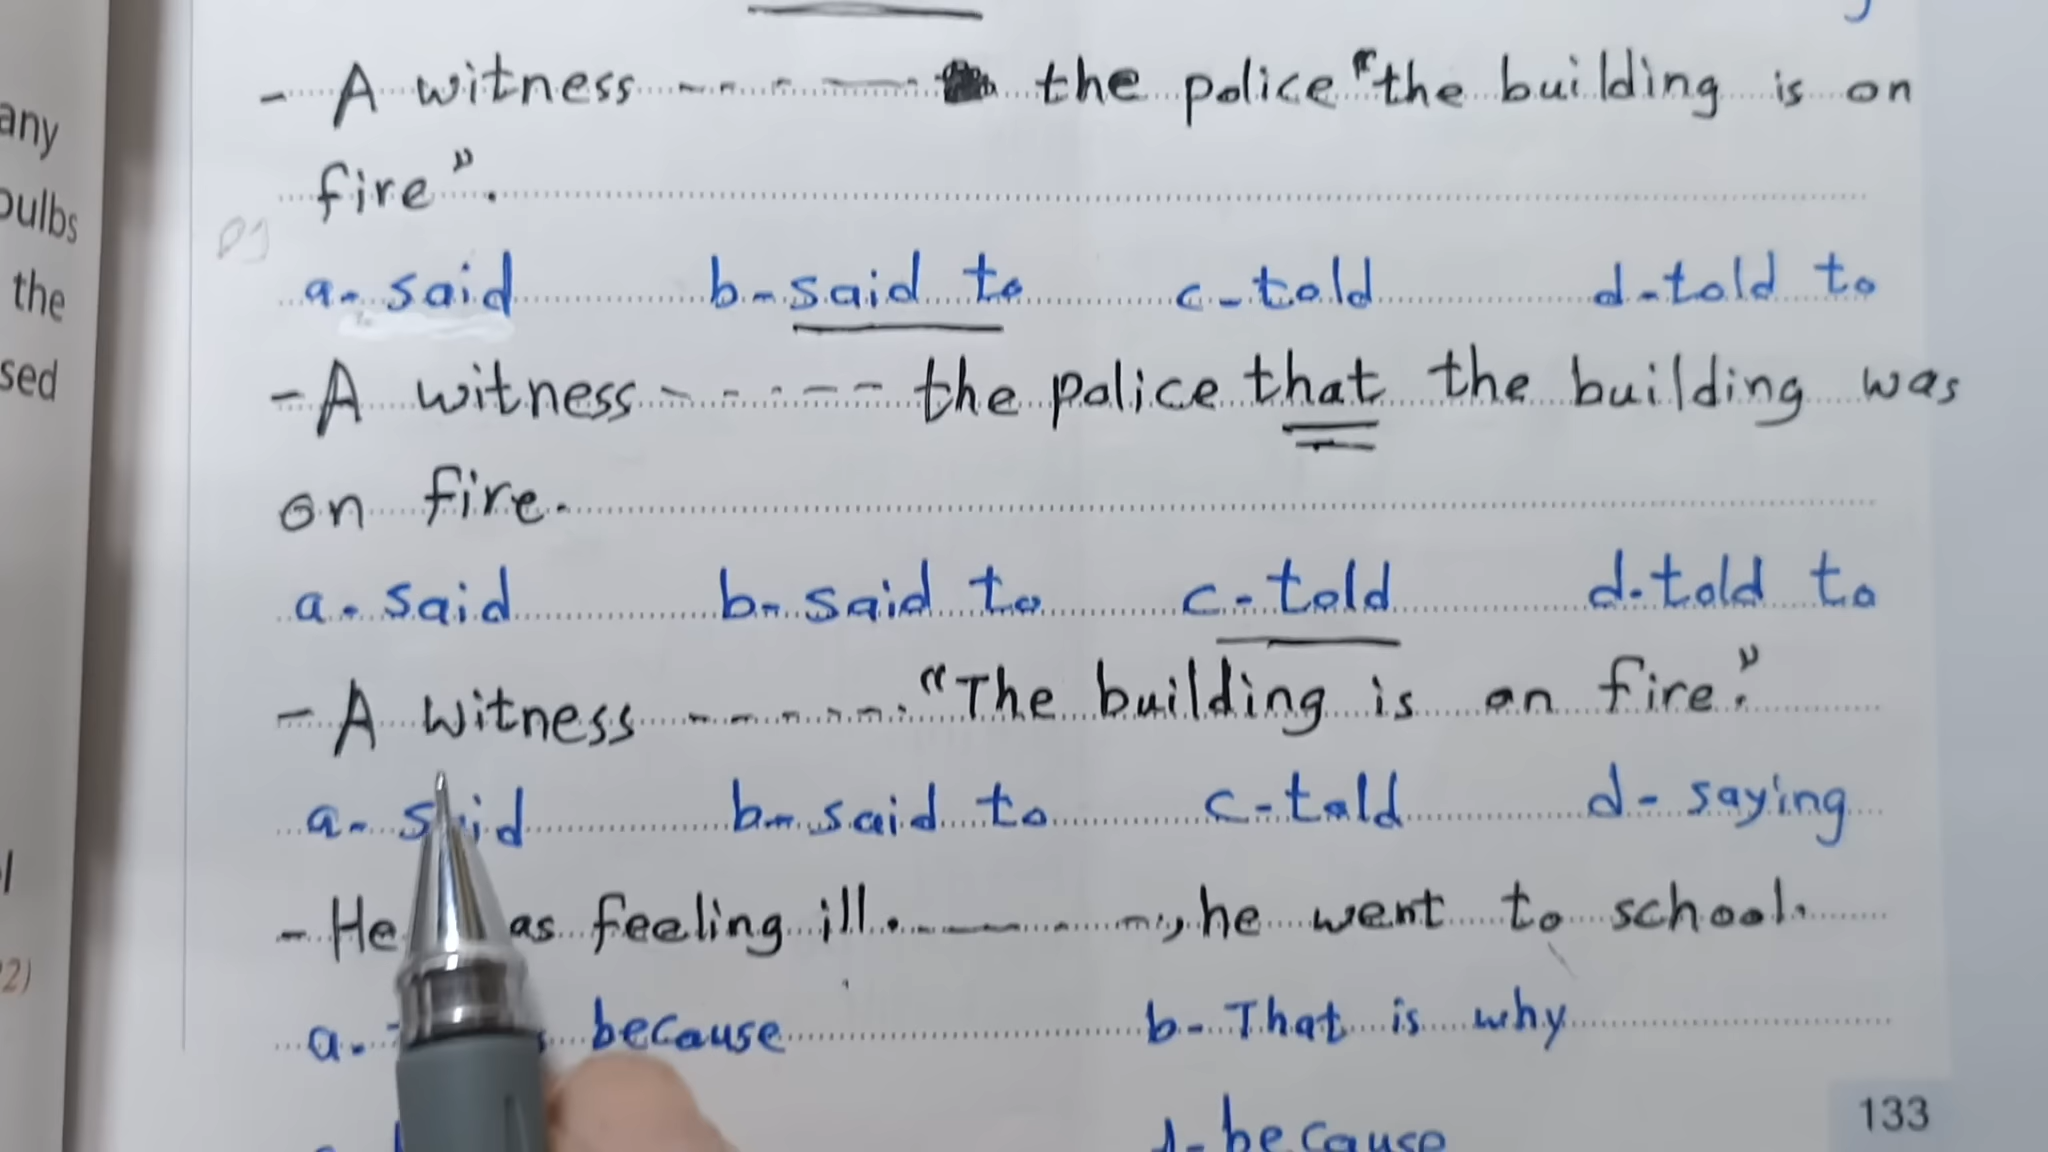 any
bulbs
the
sed
2)
- A witness ------- the police "the building is on
fire".
a- said b- said to c- told d- told to
- A witness ------ the police that the building was
on fire.
a- said b- said to c- told d- told to
- A witness ------- "The building is on fire."
a- said b- said to c- told d- saying
- He feeling ill. -------, he went to school.
a- because b- That is why
d- because
133